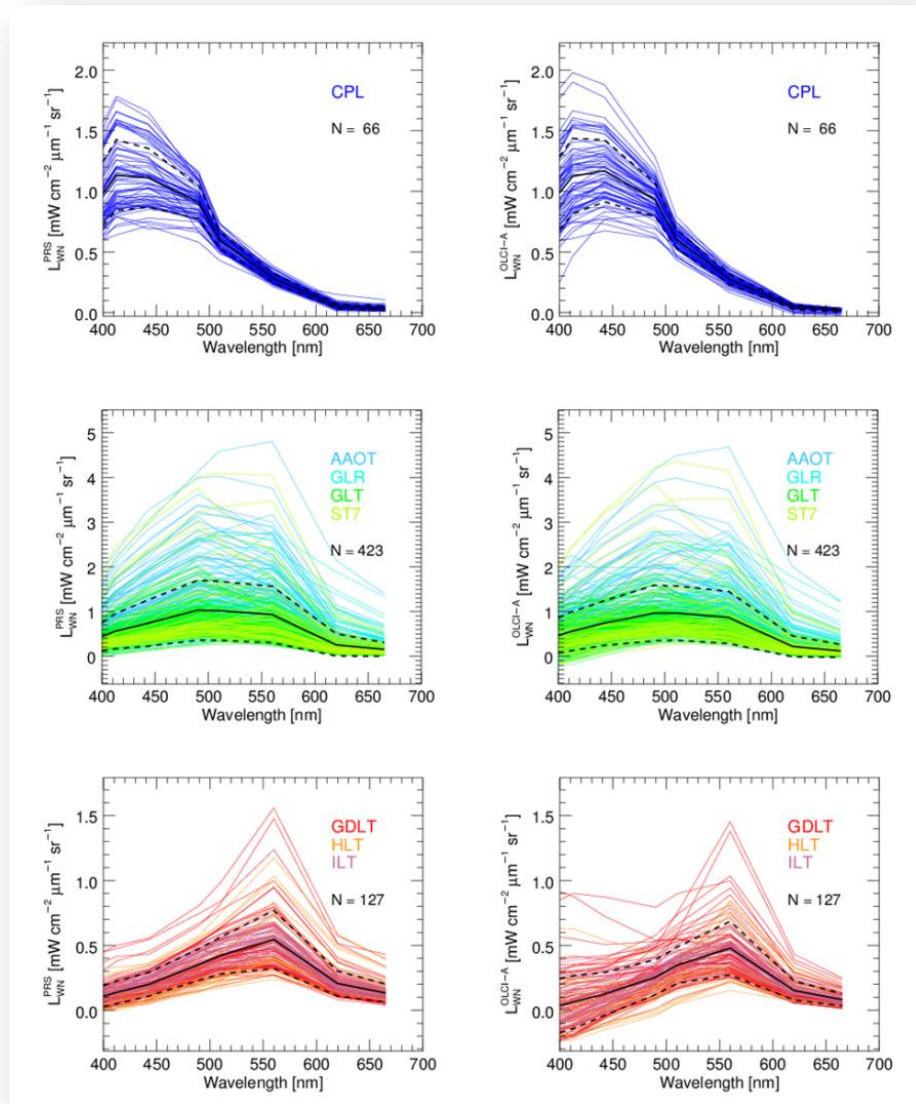 2.0
1.5
1.0
0.5
0.0
L_WN^PRS [mW cm⁻² μm⁻¹ sr⁻¹]
CPL
N = 66
400 450 500 550 600 650 700
Wavelength [nm]
2.0
1.5
1.0
0.5
0.0
L_WN^OLCI−A [mW cm⁻² μm⁻¹ sr⁻¹]
CPL
N = 66
400 450 500 550 600 650 700
Wavelength [nm]
5
4
3
2
1
0
L_WN^PRS [mW cm⁻² μm⁻¹ sr⁻¹]
AAOT
GLR
GLT
ST7
N = 423
400 450 500 550 600 650 700
Wavelength [nm]
5
4
3
2
1
0
L_WN^OLCI−A [mW cm⁻² μm⁻¹ sr⁻¹]
AAOT
GLR
GLT
ST7
N = 423
400 450 500 550 600 650 700
Wavelength [nm]
1.5
1.0
0.5
0.0
L_WN^PRS [mW cm⁻² μm⁻¹ sr⁻¹]
GDLT
HLT
ILT
N = 127
400 450 500 550 600 650 700
Wavelength [nm]
1.5
1.0
0.5
0.0
L_WN^OLCI−A [mW cm⁻² μm⁻¹ sr⁻¹]
GDLT
HLT
ILT
N = 127
400 450 500 550 600 650 700
Wavelength [nm]